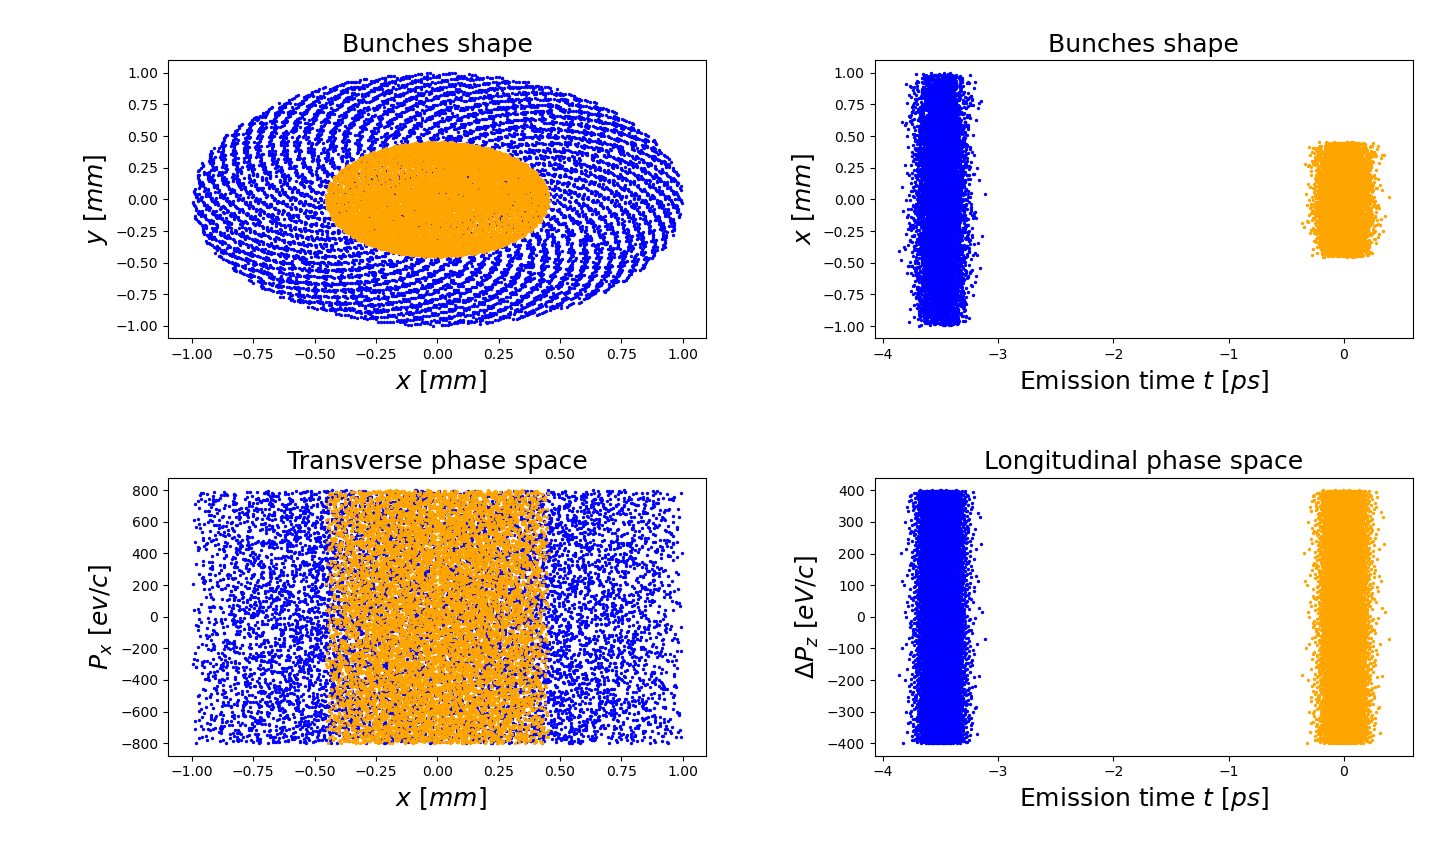 Bunches shape
1.00
0.75
0.50
0.25
0.00
−0.25
−0.50
−0.75
−1.00
y [mm]
−1.00 −0.75 −0.50 −0.25 0.00 0.25 0.50 0.75 1.00
x [mm]
Bunches shape
1.00
0.75
0.50
0.25
0.00
−0.25
−0.50
−0.75
−1.00
x [mm]
−4 −3 −2 −1 0
Emission time t [ps]
Transverse phase space
800
600
400
200
0
−200
−400
−600
−800
Pₓ [ev/c]
−1.00 −0.75 −0.50 −0.25 0.00 0.25 0.50 0.75 1.00
x [mm]
Longitudinal phase space
400
300
200
100
0
−100
−200
−300
−400
ΔP_z [eV/c]
−4 −3 −2 −1 0
Emission time t [ps]